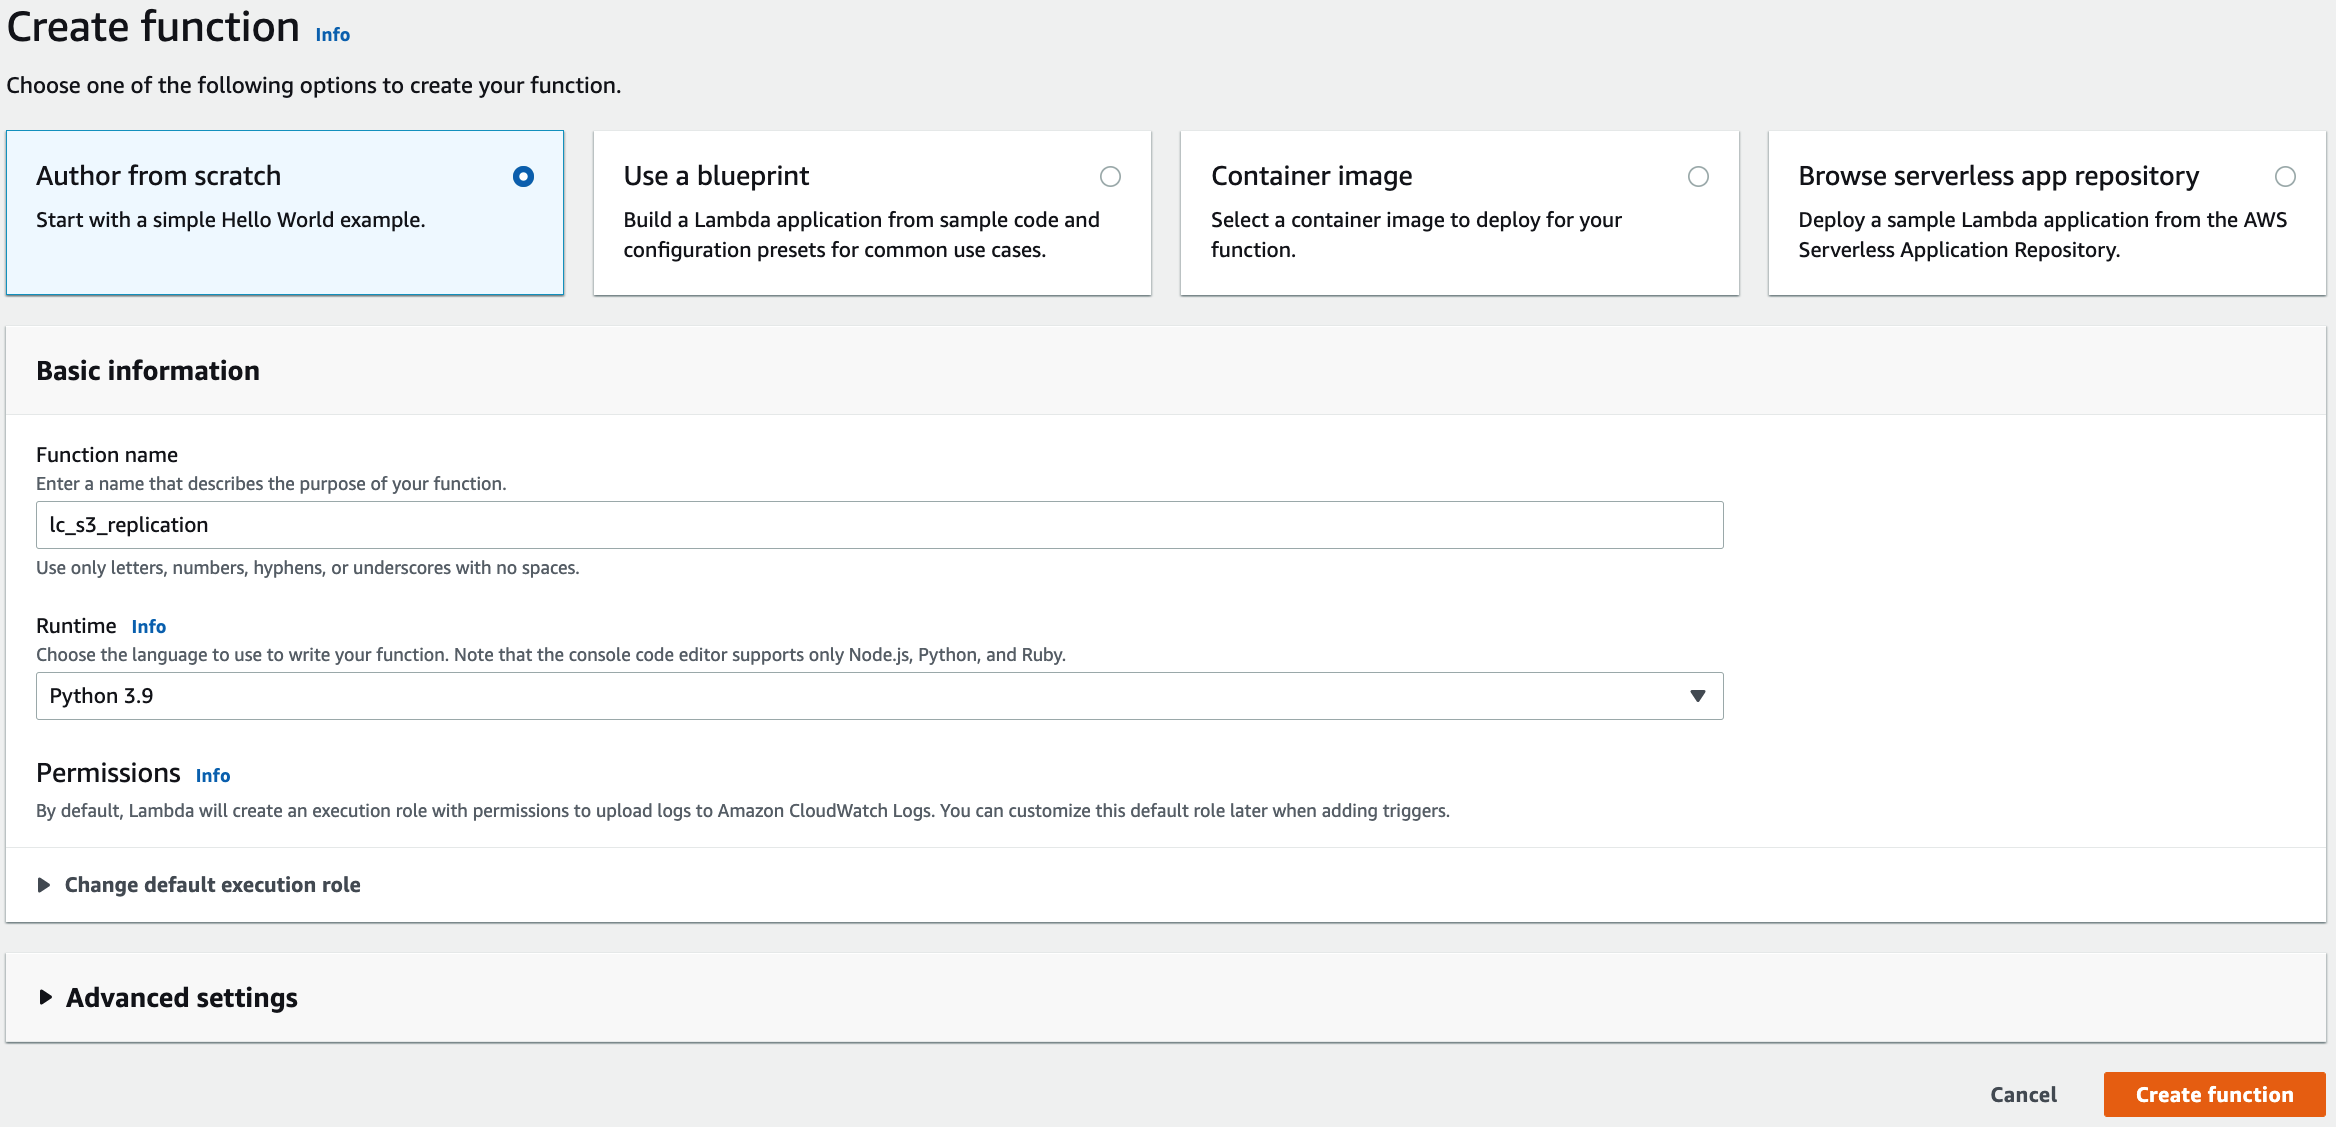 Create function Info
Choose one of the following options to create your function.
Author from scratch
Start with a simple Hello World example.
Use a blueprint
Build a Lambda application from sample code and
configuration presets for common use cases.
Container image
Select a container image to deploy for your
function.
Browse serverless app repository
Deploy a sample Lambda application from the AWS
Serverless Application Repository.
Basic information
Function name
Enter a name that describes the purpose of your function.
lc_s3_replication
Use only letters, numbers, hyphens, or underscores with no spaces.
Runtime Info
Choose the language to use to write your function. Note that the console code editor supports only Node.js, Python, and Ruby.
Python 3.9
Permissions Info
By default, Lambda will create an execution role with permissions to upload logs to Amazon CloudWatch Logs. You can customize this default role later when adding triggers.
Change default execution role
Advanced settings
Cancel
Create function